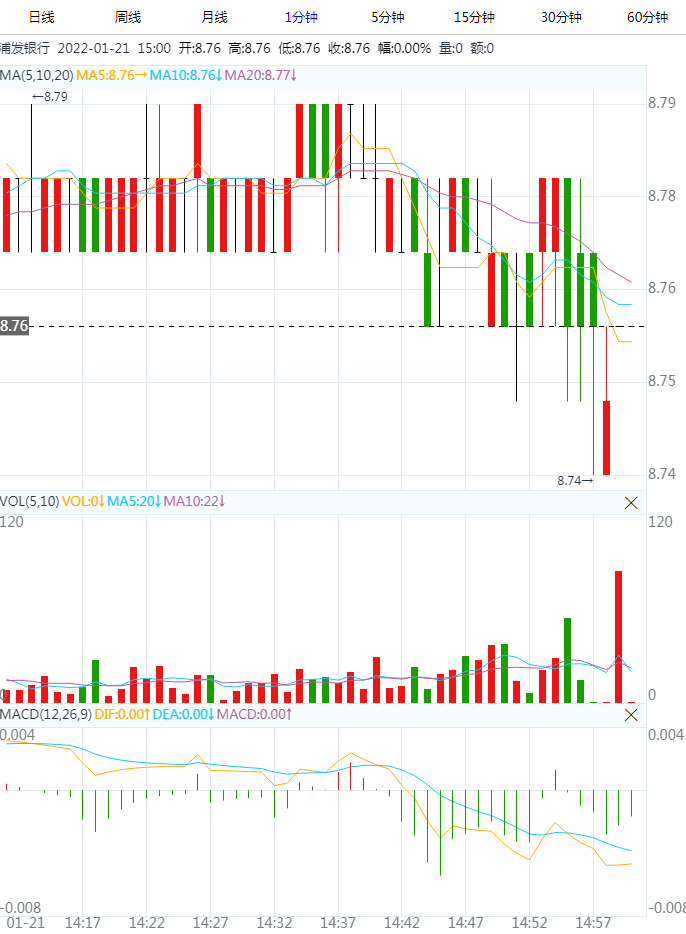 日线 周线 月线 1分钟 5分钟 15分钟 30分钟 60分钟
浦发银行 2022-01-21 15:00 开:8.76 高:8.76 低:8.76 收:8.76 幅:0.00% 量:0 额:0
MA(5,10,20) MA5:8.76→ MA10:8.76↓ MA20:8.77↓
←8.79
8.79
8.78
8.76
8.76
8.75
8.74→
8.74
VOL(5,10) VOL:0↓ MA5:20↓ MA10:22↓
120 120
0 0
MACD(12,26,9) DIF:0.00↑ DEA:0.00↓ MACD:0.00↑
0.004 0.004
-0.008 -0.008
01-21 14:17 14:22 14:27 14:32 14:37 14:42 14:47 14:52 14:57